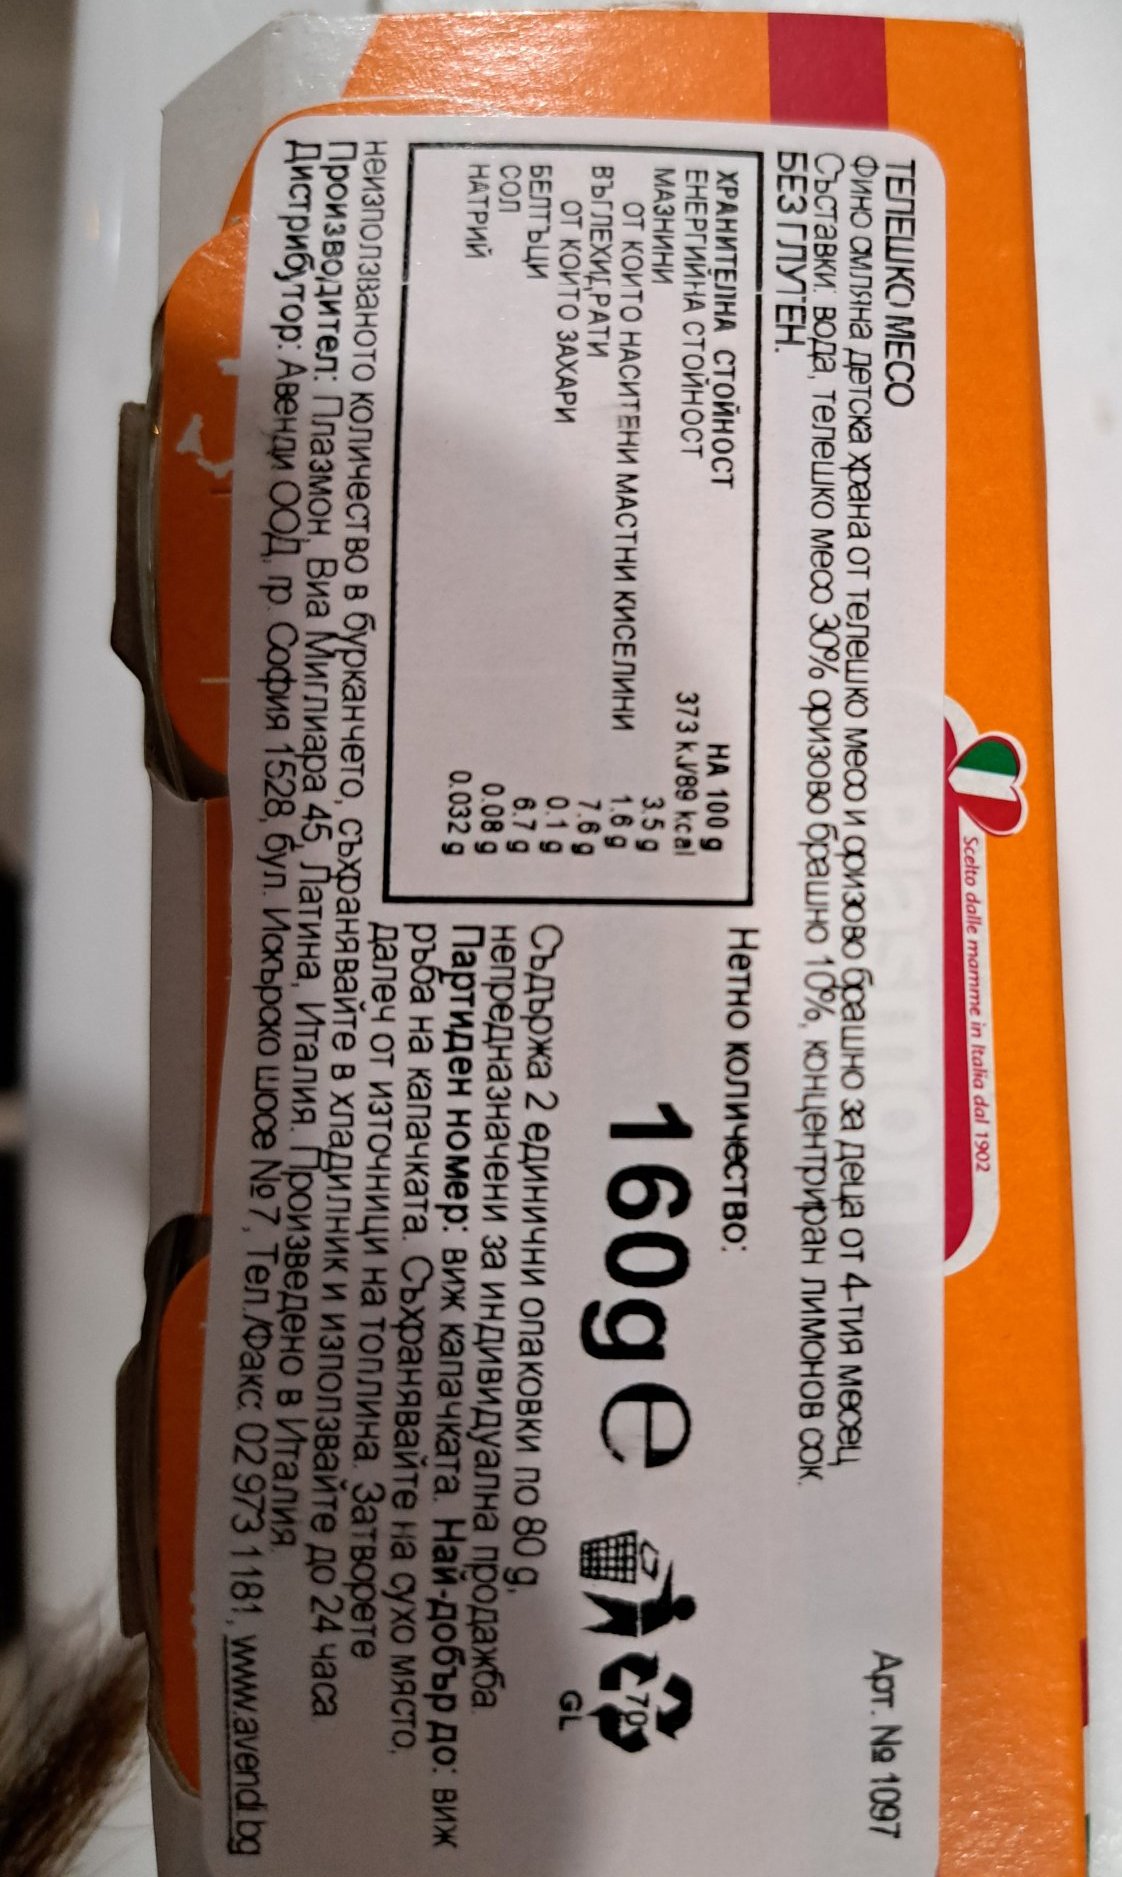 Scelto dalle mamme in Italia dal 1902
ТЕЛЕШКО МЕСО
Арт. № 1097
Фино смляна детска храна от телешко месо и оризово брашно за деца от 4-тия месец
Съставки: вода, телешко месо 30% оризово брашно 10%, концентриран лимонов сок.
БЕЗ ГЛУТЕН.
ХРАНИТЕЛНА СТОЙНОСТ НА 100 g
ЕНЕРГИЙНА СТОЙНОСТ 373 kJ/89 kcal
МАЗНИНИ 3.5 g
ОТ КОИТО НАСИТЕНИ МАСТНИ КИСЕЛИНИ 1.6 g
ВЪГЛЕХИДРАТИ 7.6 g
ОТ КОИТО ЗАХАРИ 0.1 g
БЕЛТЪЦИ 6.7 g
СОЛ 0.08 g
НАТРИЙ 0.032 g
Нетно количество:
160g e
70
GL
Съдържа 2 единични опаковки по 80 g,
непредназначени за индивидуална продажба.
Партиден номер: виж капачката. Най-добър до: виж
ръба на капачката. Съхранявайте на сухо място,
далеч от източници на топлина. Затворете
неизползваното количество в бурканчето, съхранявайте в хладилник и използвайте до 24 часа.
Производител: Плазмон, Виа Миглиара 45, Латина, Италия. Произведено в Италия.
Дистрибутор: Авенди ООД, гр. София 1528, бул. Искърско шосе № 7, Тел./Факс: 02 973 1181, www.avendi.bg